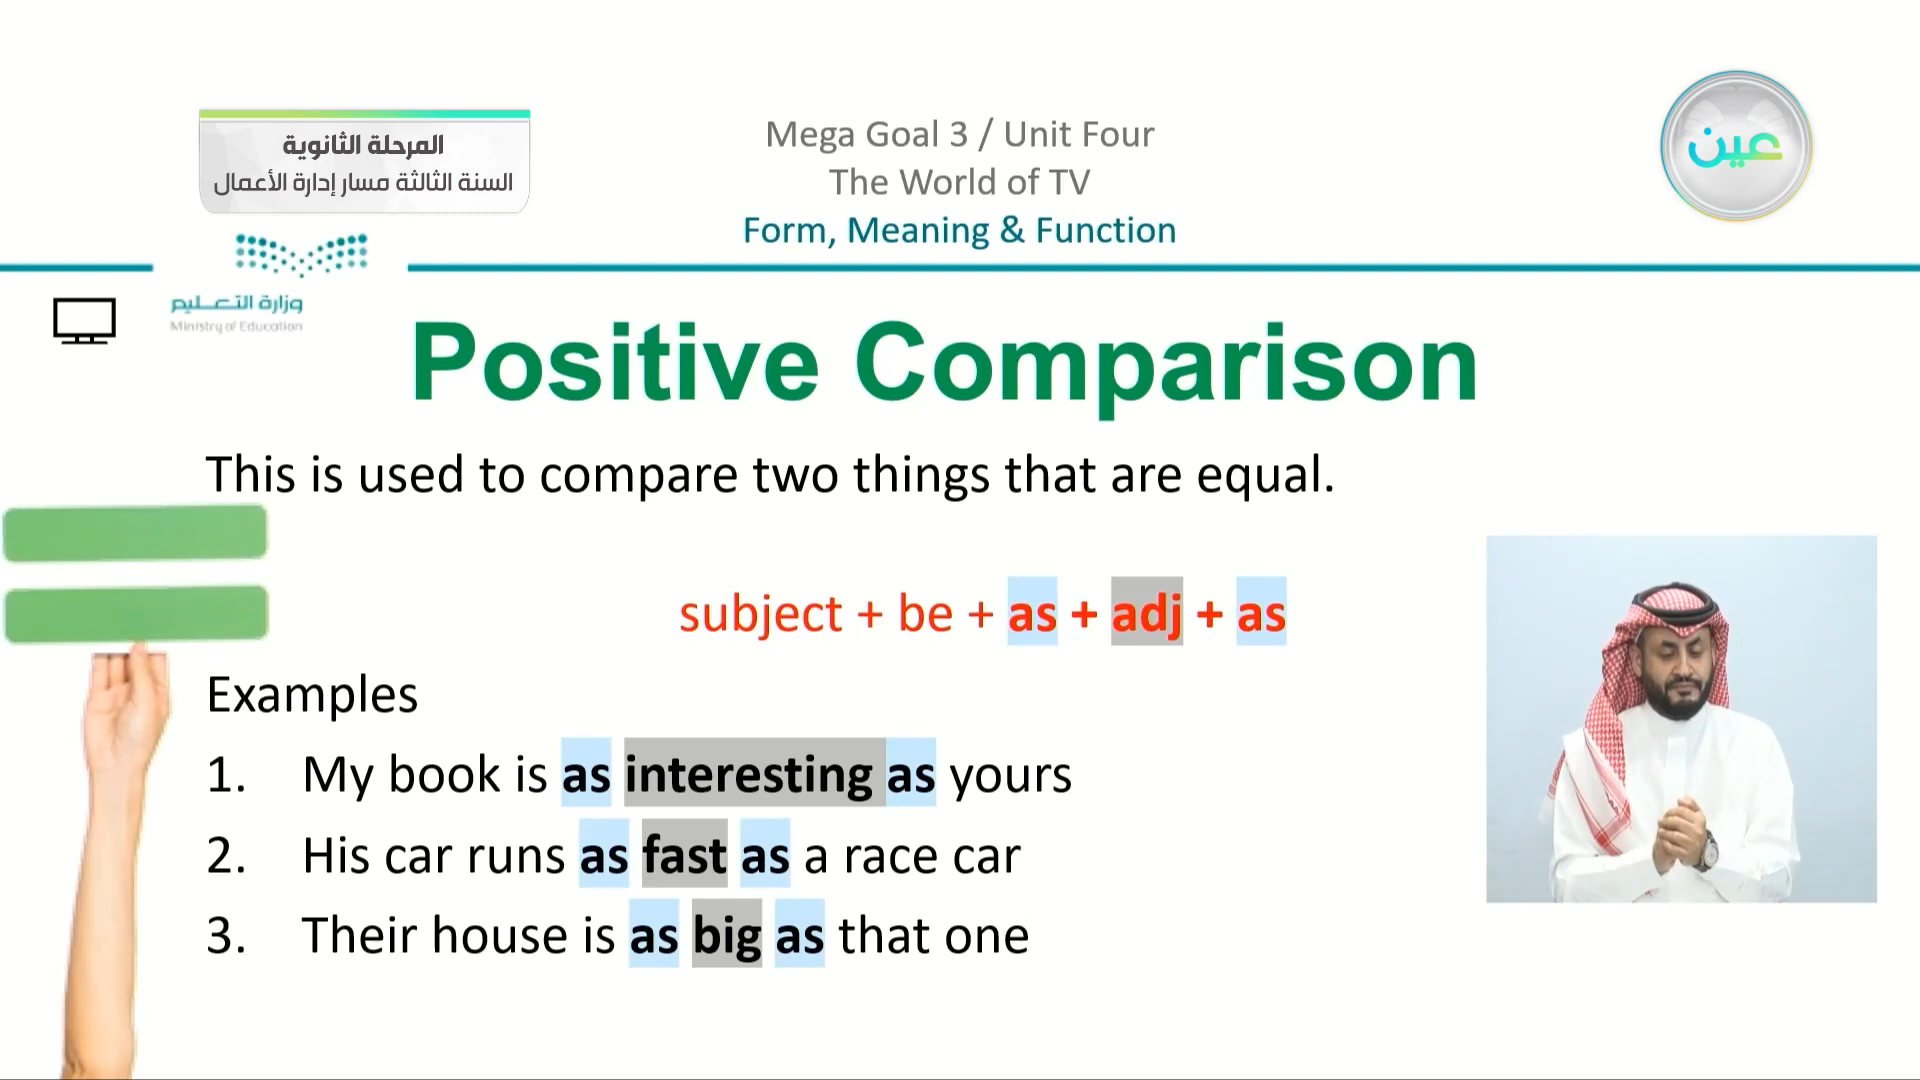 المرحلة الثانوية
السنة الثالثة مسار إدارة الأعمال
Mega Goal 3 / Unit Four
The World of TV
Form, Meaning & Function
عين
وزارة التعليم
Ministry of Education
Positive Comparison
This is used to compare two things that are equal.
subject + be + as + adj + as
Examples
1. My book is as interesting as yours
2. His car runs as fast as a race car
3. Their house is as big as that one